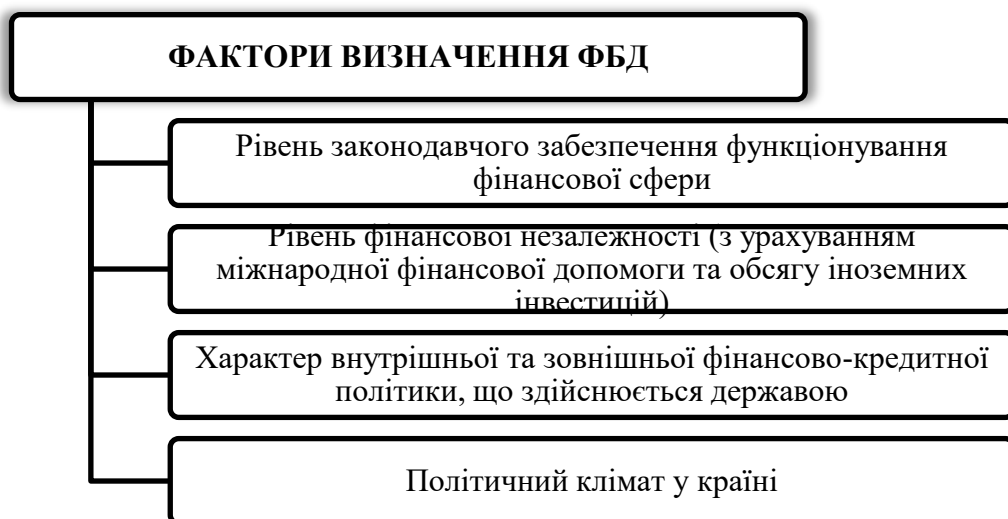 ФАКТОРИ ВИЗНАЧЕННЯ ФБД
Рівень законодавчого забезпечення функціонування
фінансової сфери
Рівень фінансової незалежності (з урахуванням
міжнародної фінансової допомоги та обсягу іноземних
інвестицій)
Характер внутрішньої та зовнішньої фінансово-кредитної
політики, що здійснюється державою
Політичний клімат у країні